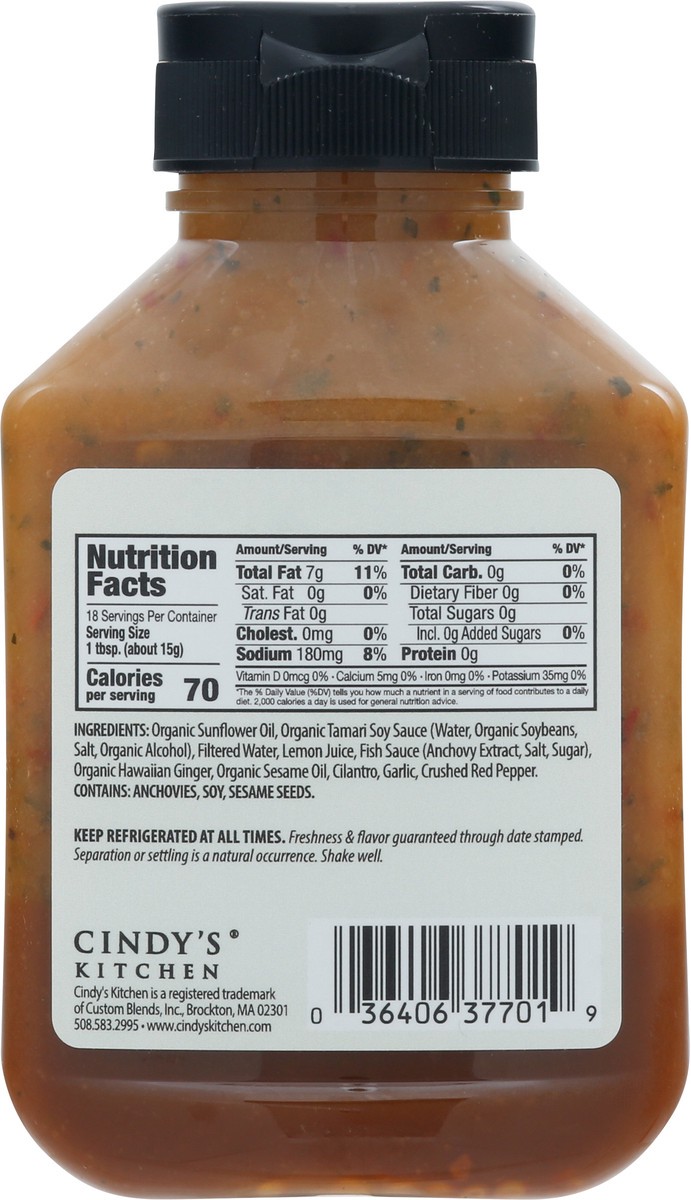 Nutrition
Facts
18 Servings Per Container
Serving Size
1 tbsp. (about 15g)
Calories
per serving 70
Amount/Serving % DV*
Total Fat 7g 11%
Sat. Fat 0g 0%
Trans Fat 0g
Cholest. 0mg 0%
Sodium 180mg 8%
Amount/Serving % DV*
Total Carb. 0g 0%
Dietary Fiber 0g 0%
Total Sugars 0g
Incl. 0g Added Sugars 0%
Protein 0g
Vitamin D 0mcg 0% · Calcium 5mg 0% · Iron 0mg 0% · Potassium 35mg 0%
*The % Daily Value (%DV) tells you how much a nutrient in a serving of food contributes to a daily
diet. 2,000 calories a day is used for general nutrition advice.
INGREDIENTS: Organic Sunflower Oil, Organic Tamari Soy Sauce (Water, Organic Soybeans,
Salt, Organic Alcohol), Filtered Water, Lemon Juice, Fish Sauce (Anchovy Extract, Salt, Sugar),
Organic Hawaiian Ginger, Organic Sesame Oil, Cilantro, Garlic, Crushed Red Pepper.
CONTAINS: ANCHOVIES, SOY, SESAME SEEDS.
KEEP REFRIGERATED AT ALL TIMES. Freshness & flavor guaranteed through date stamped.
Separation or settling is a natural occurrence. Shake well.
CINDY'S®
KITCHEN
Cindy's Kitchen is a registered trademark
of Custom Blends, Inc., Brockton, MA 02301
508.583.2995 • www.cindyskitchen.com
0 36406 37701 9